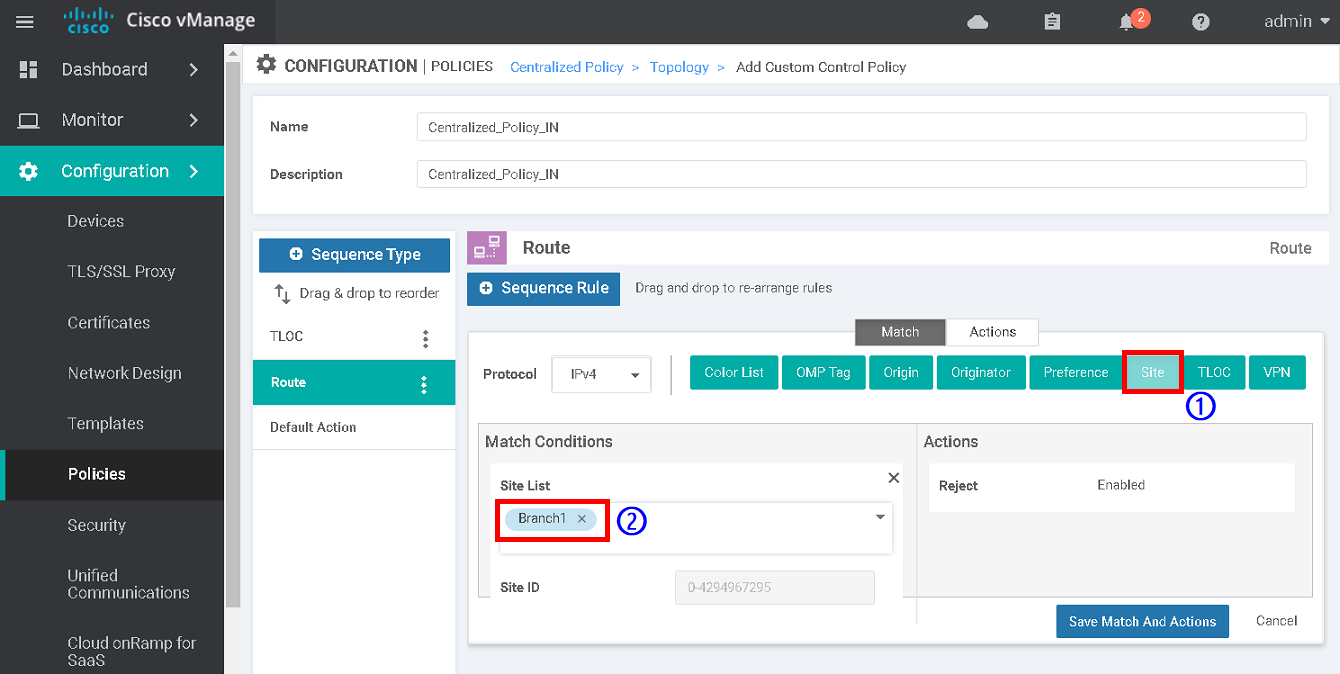 CISCO
Cisco vManage
2
admin
Dashboard
Monitor
Configuration
Devices
TLS/SSL Proxy
Certificates
Network Design
Templates
Policies
Security
Unified
Communications
Cloud onRamp for
SaaS
CONFIGURATION | POLICIES Centralized Policy > Topology > Add Custom Control Policy
Name Centralized_Policy_IN
Description Centralized_Policy_IN
Sequence Type
Drag & drop to reorder
TLOC
Route
Default Action
Route Route
Sequence Rule Drag and drop to re-arrange rules
Match Actions
Protocol IPv4 Color List OMP Tag Origin Originator Preference Site TLOC VPN
①
Match Conditions
Site List
Branch1 ×
②
Site ID 0-4294967295
Actions
Reject Enabled
Save Match And Actions Cancel